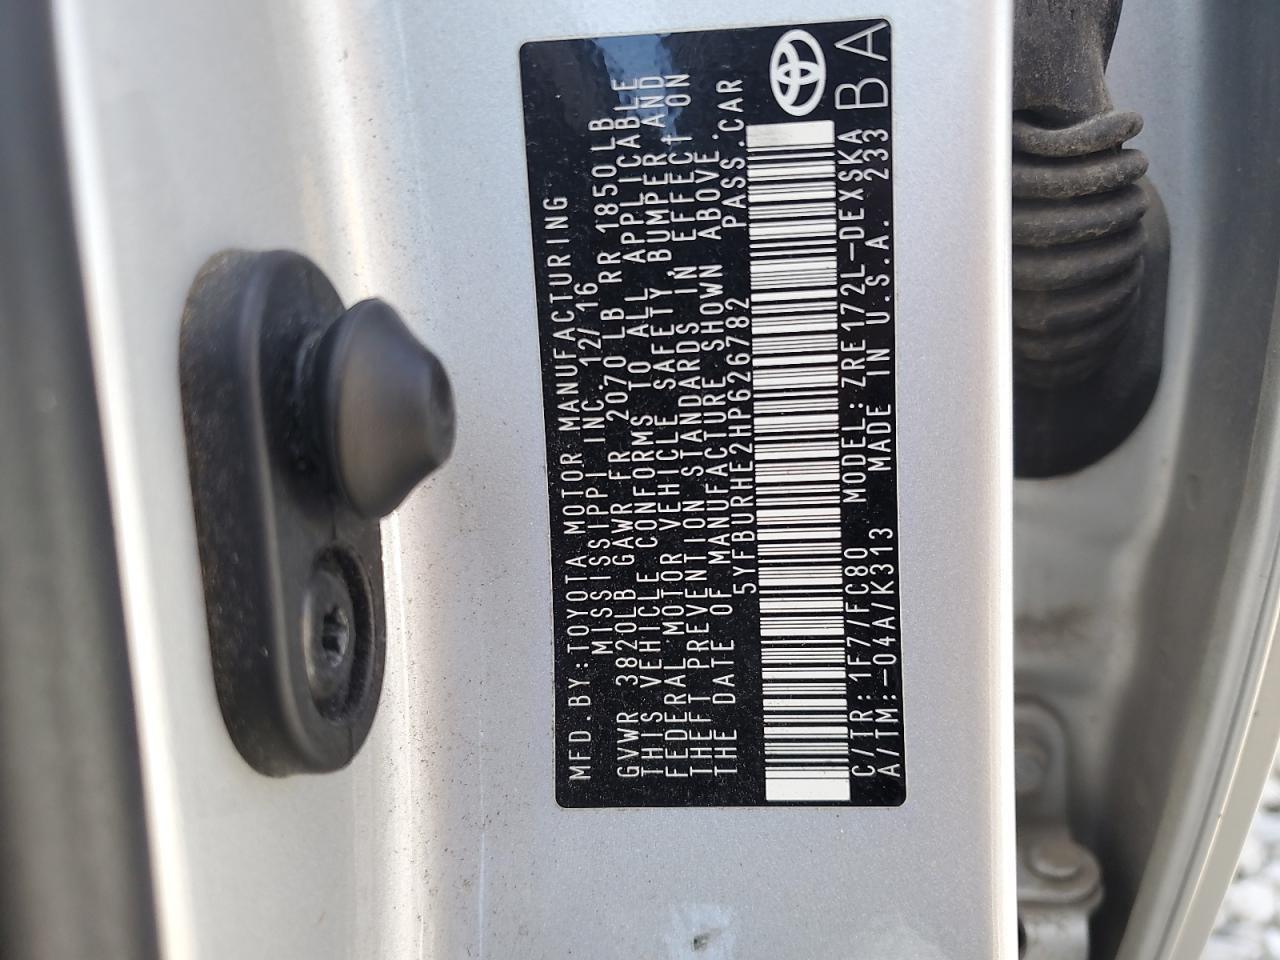 MFD.BY:TOYOTA MOTOR MANUFACTURING
MISSISSIPPI INC. 12/16
GVWR 3820LB GAWR FR 2070 LB RR 1850LB
THIS VEHICLE CONFORMS TO ALL APPLICABLE
FEDERAL MOTOR VEHICLE SAFETY, BUMPER, AND
THEFT PREVENTION STANDARDS IN EFFECT ON
THE DATE OF MANUFACTURE SHOWN ABOVE.
5YFBURHE2HP626782 PASS.CAR
C/TR:1F7/FC80 MODEL:ZRE172L-DEXSKA
A/TM:-04A/K313 MADE IN U.S.A. 233
BA